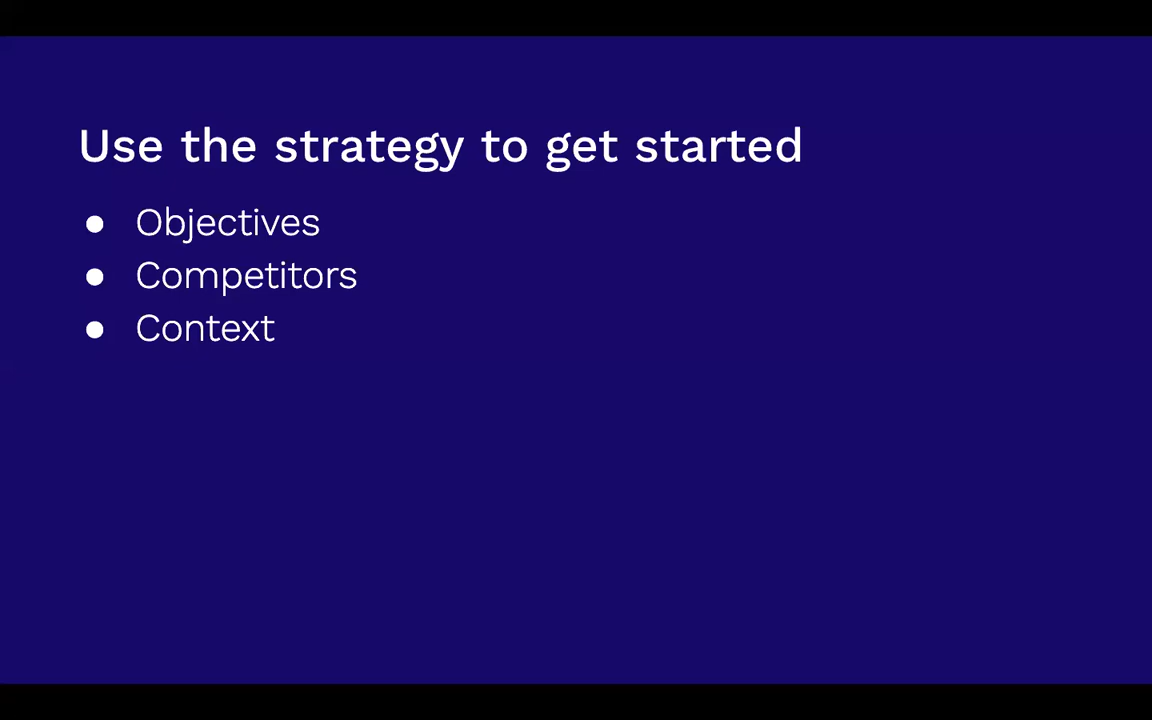 Use the strategy to get started
● Objectives
● Competitors
● Context